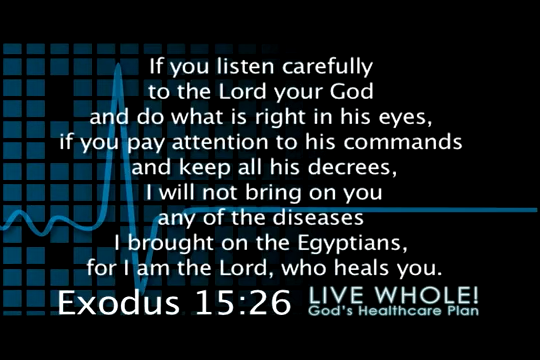 If you listen carefully
to the Lord your God
and do what is right in his eyes,
if you pay attention to his commands
and keep all his decrees,
I will not bring on you
any of the diseases
I brought on the Egyptians,
for I am the Lord, who heals you.
Exodus 15:26
LIVE WHOLE!
God's Healthcare Plan